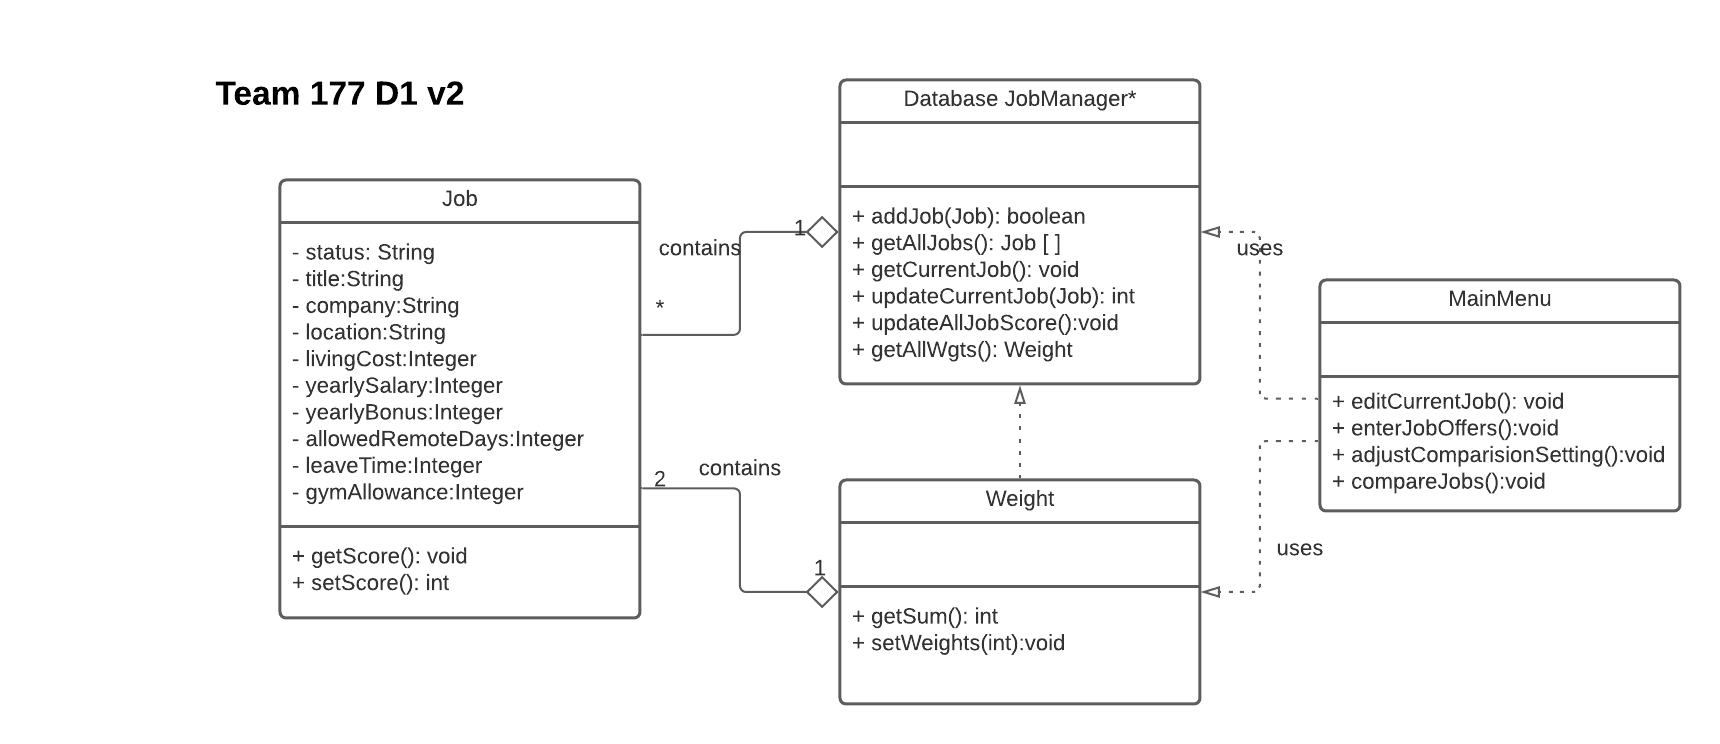 Team 177 D1 v2
Job
- status: String
- title:String
- company:String
- location:String
- livingCost:Integer
- yearlySalary:Integer
- yearlyBonus:Integer
- allowedRemoteDays:Integer
- leaveTime:Integer
- gymAllowance:Integer
+ getScore(): void
+ setScore(): int
contains
1
*
contains
2
1
Database JobManager*
+ addJob(Job): boolean
+ getAllJobs(): Job [ ]
+ getCurrentJob(): void
+ updateCurrentJob(Job): int
+ updateAllJobScore():void
+ getAllWgts(): Weight
Weight
+ getSum(): int
+ setWeights(int):void
uses
uses
MainMenu
+ editCurrentJob(): void
+ enterJobOffers():void
+ adjustComparisionSetting():void
+ compareJobs():void